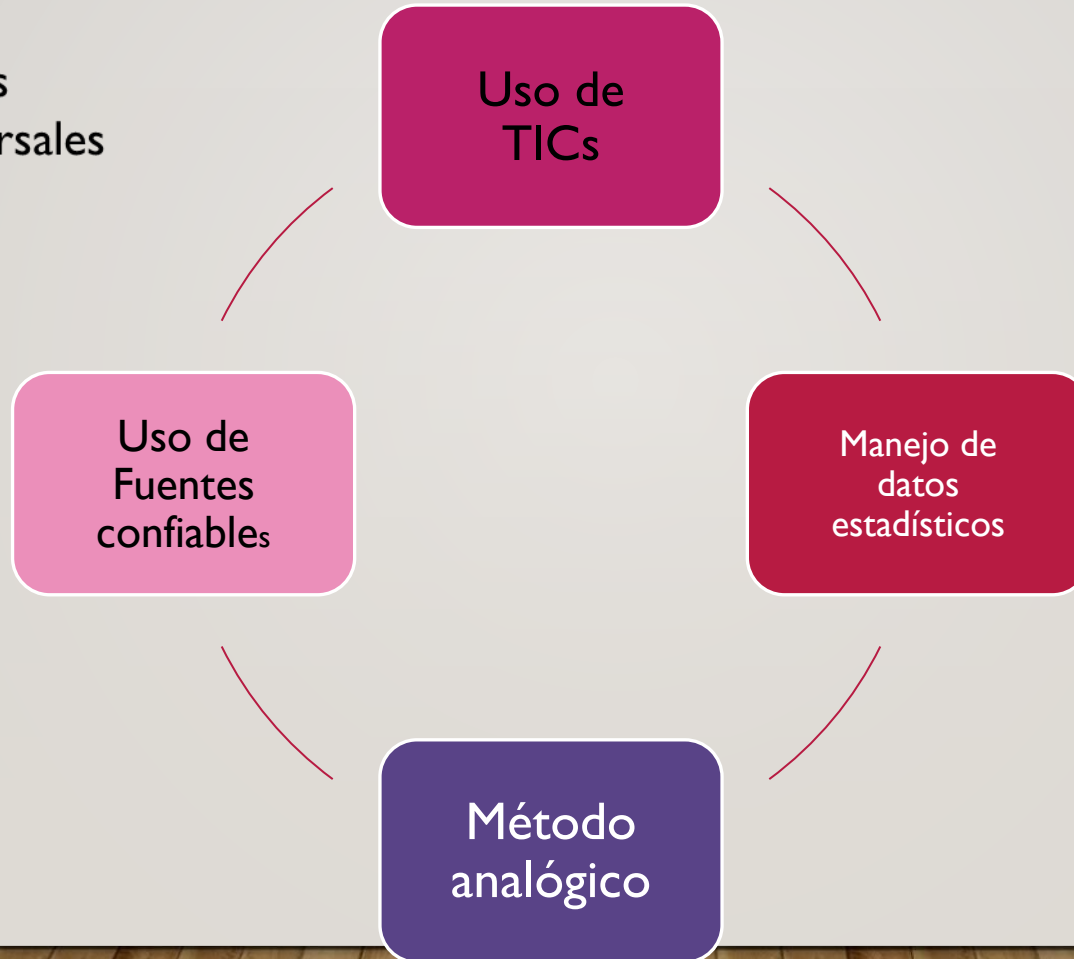 Uso de
TICs
Uso de
Fuentes
confiables
Manejo de
datos
estadísticos
Método
analógico